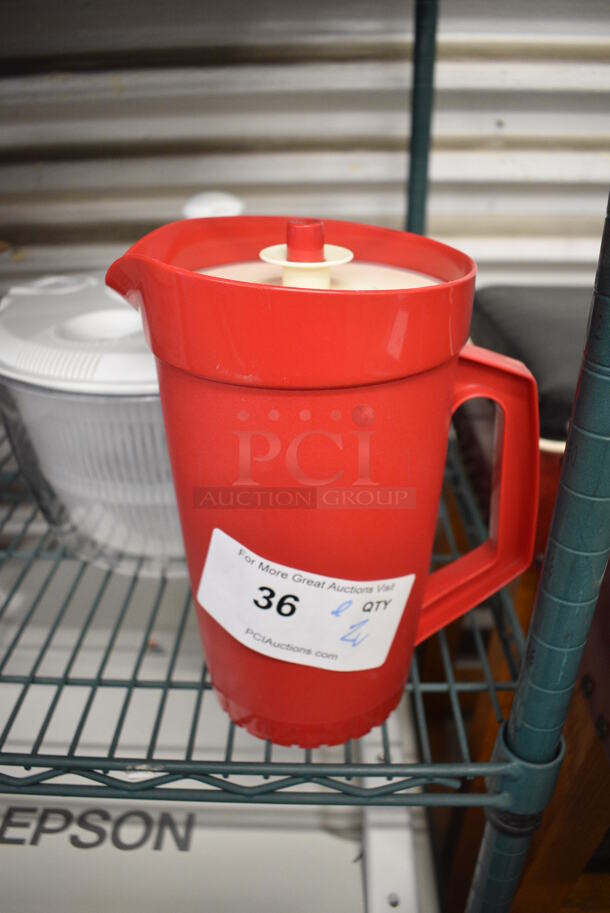 PCI
AUCTION GROUP
For More Great Auctions Visit
36 QTY
2
PCIAuctions.com
EPSON